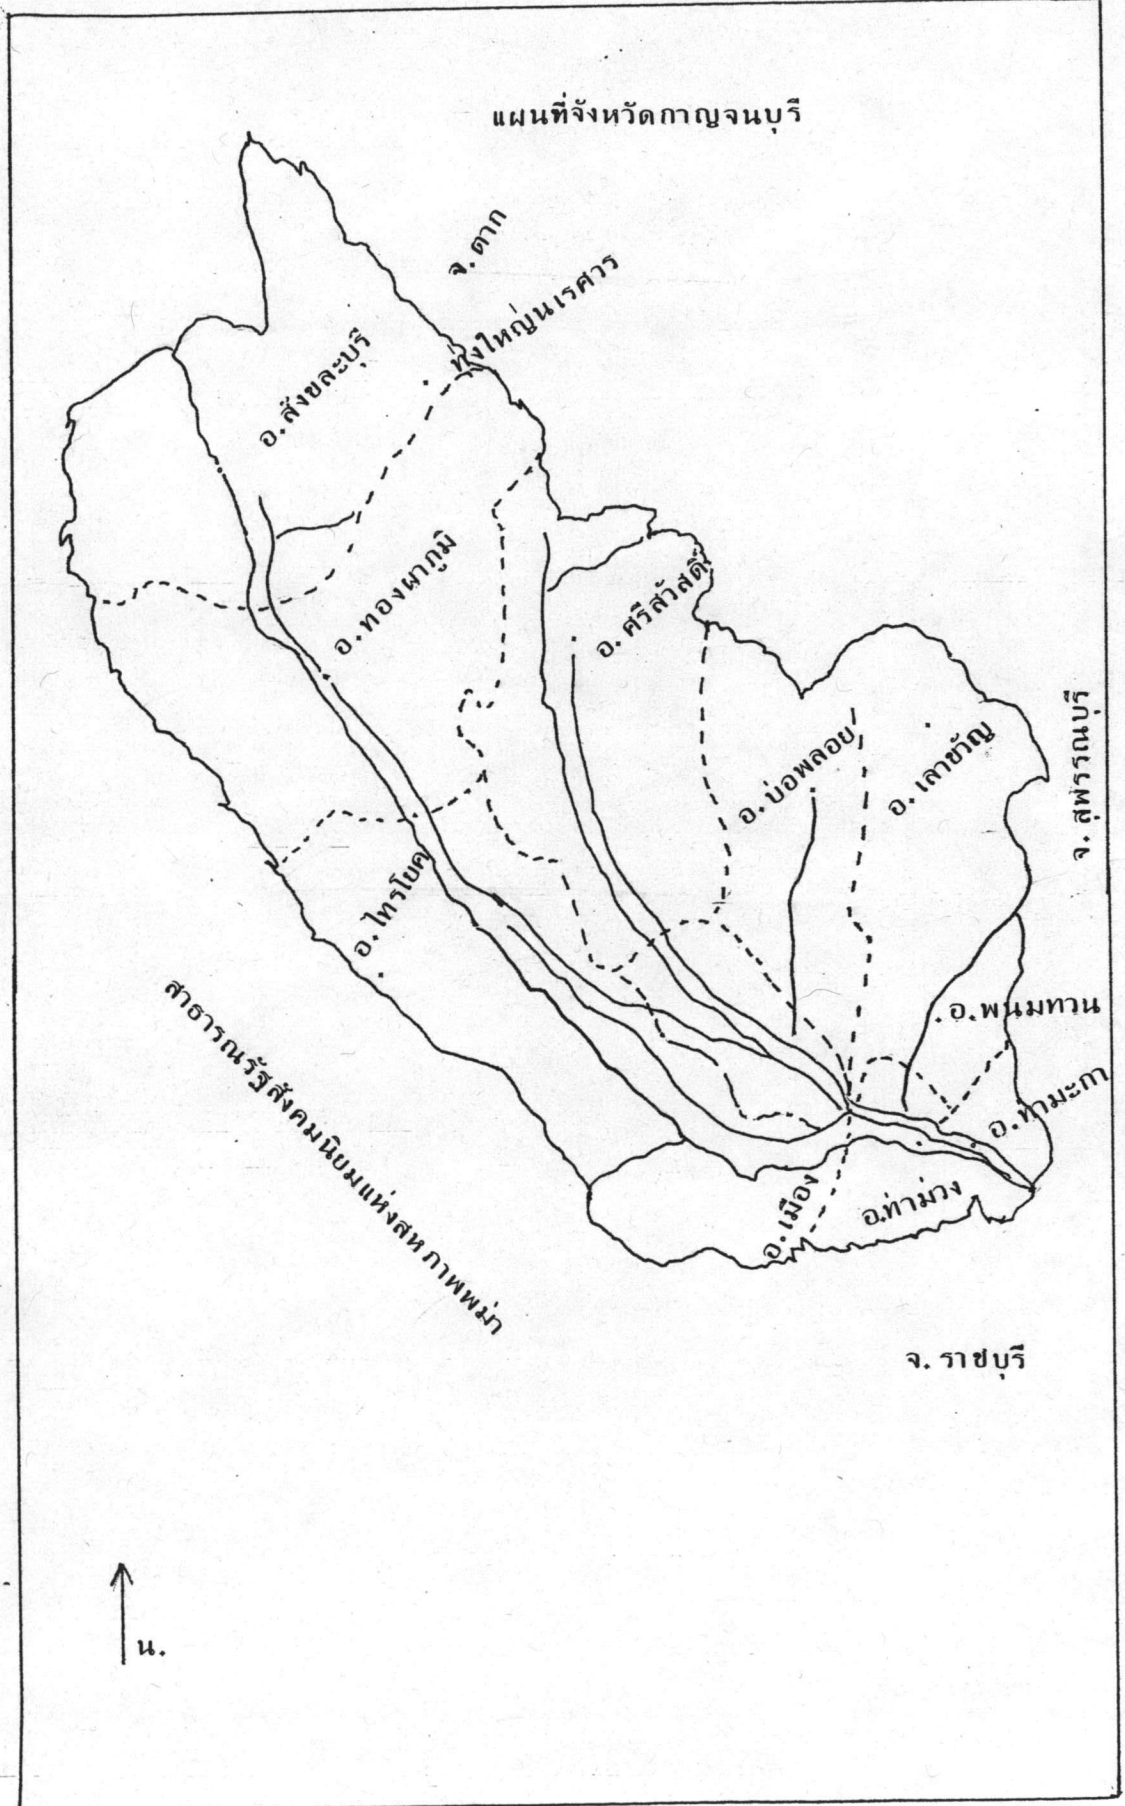 แผนที่จังหวัดกาญจนบุรี
จ. ตาก
ทุ่งใหญ่นเรศวร
อ. สังขละบุรี
อ. ทองผาภูมิ
อ. ศรีสวัสดิ์
จ. สุพรรณบุรี
อ. บ่อพลอย
อ. เลาขวัญ
อ. ไทรโยค
สาธารณรัฐสังคมนิยมแห่งสหภาพพม่า
อ. พนมทวน
อ. ท่ามะกา
อ. เมือง
อ.ท่าม่วง
จ. ราชบุรี
น.